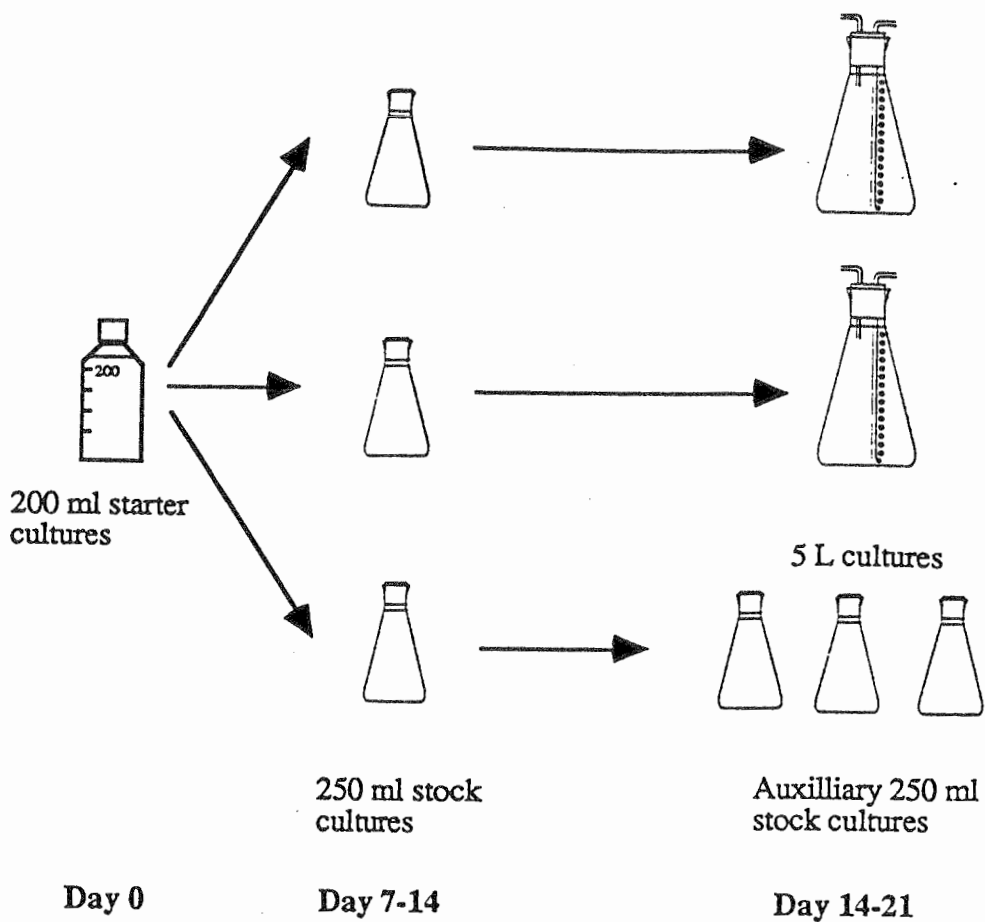 200
200 ml starter
cultures
5 L cultures
250 ml stock
cultures
Auxilliary 250 ml
stock cultures
Day 0
Day 7-14
Day 14-21